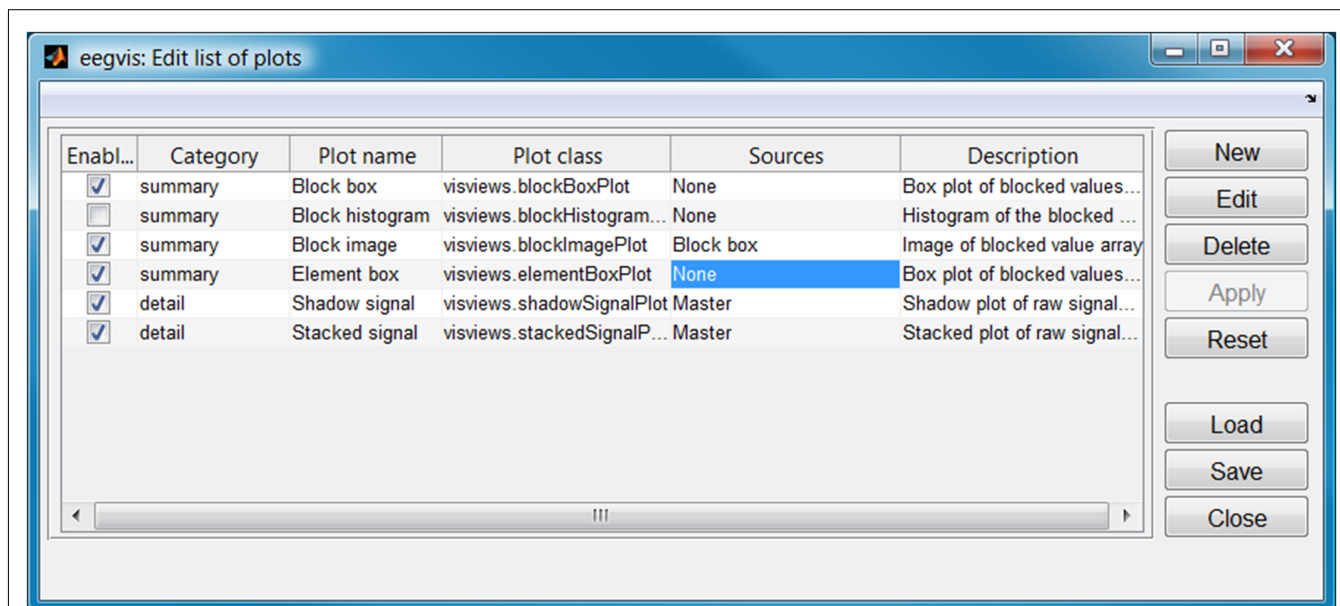 eegvis: Edit list of plots
Enabl... Category Plot name Plot class Sources Description
summary Block box visviews.blockBoxPlot None Box plot of blocked values...
summary Block histogram visviews.blockHistogram... None Histogram of the blocked ...
summary Block image visviews.blockImagePlot Block box Image of blocked value array
summary Element box visviews.elementBoxPlot None Box plot of blocked values...
detail Shadow signal visviews.shadowSignalPlot Master Shadow plot of raw signal...
detail Stacked signal visviews.stackedSignalP... Master Stacked plot of raw signal...
New
Edit
Delete
Apply
Reset
Load
Save
Close